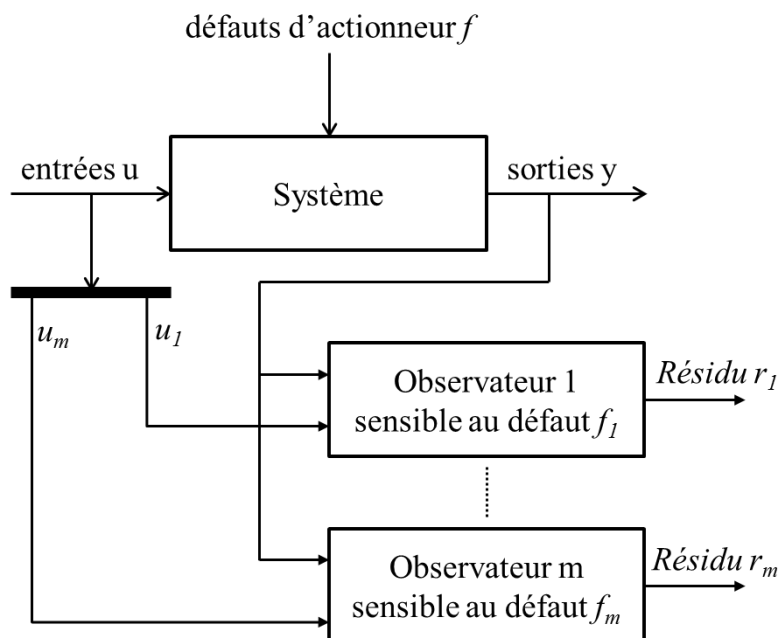 défauts d'actionneur f
entrées u
Système
sorties y
u_m
u_1
Observateur 1
sensible au défaut f_1
Résidu r_1
Observateur m
sensible au défaut f_m
Résidu r_m